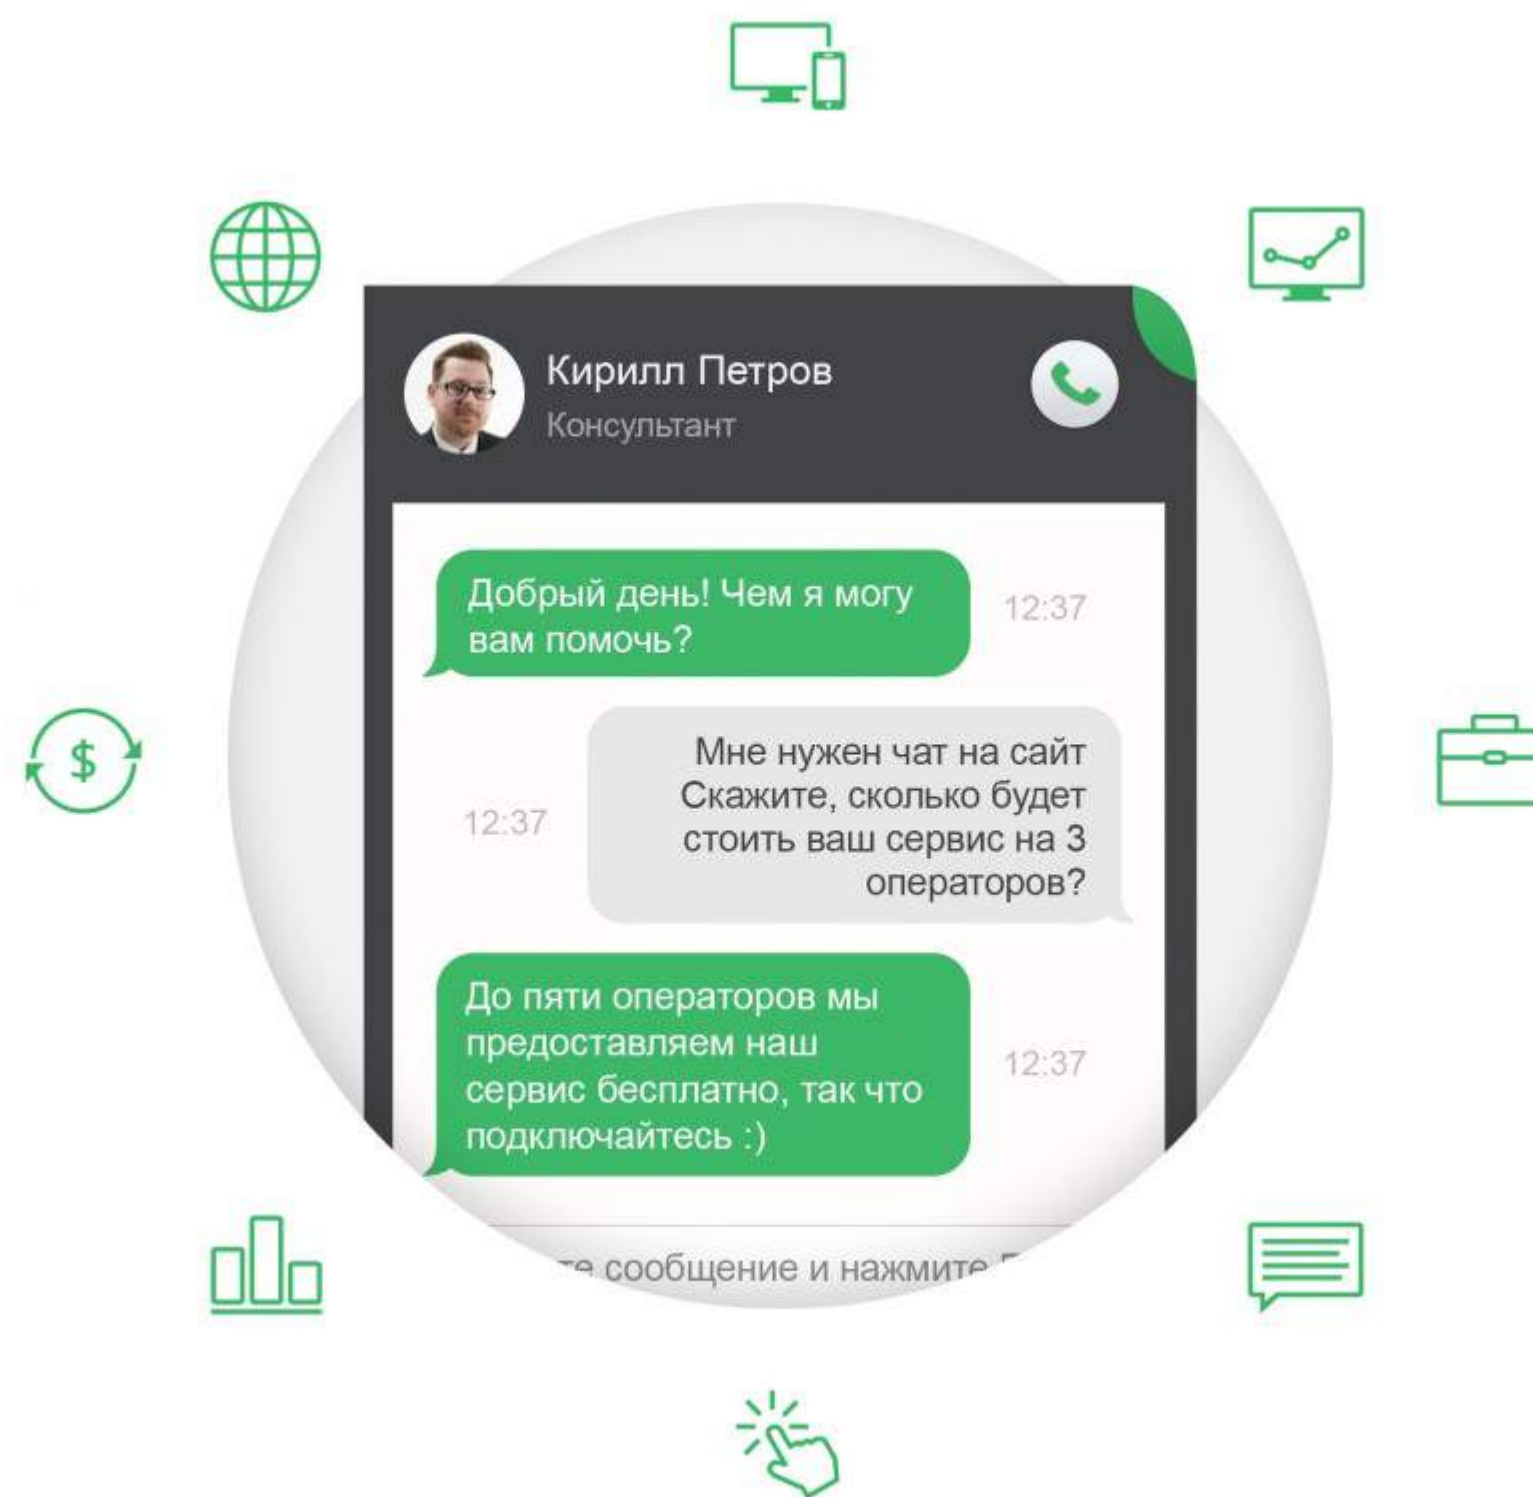 Кирилл Петров
Консультант
Добрый день! Чем я могу
вам помочь?
12:37
Мне нужен чат на сайт
Скажите, сколько будет
стоить ваш сервис на 3
операторов?
12:37
До пяти операторов мы
предоставляем наш
сервис бесплатно, так что
подключайтесь :)
12:37
сообщение и нажмите
$